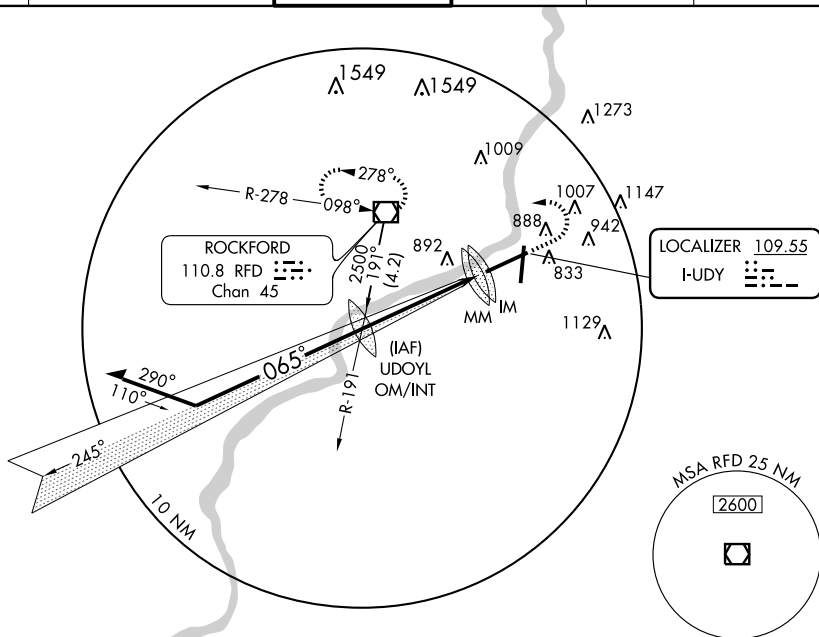 1549
1549
1273
1009
278°
R-278
098°
1007
1147
888
942
892
833
ROCKFORD
110.8 RFD
Chan 45
2500
191°
(4.2)
LOCALIZER 109.55
I-UDY
MM
IM
1129
(IAF)
UDOYL
OM/INT
065°
290°
110°
R-191
245°
10 NM
MSA RFD 25 NM
2600